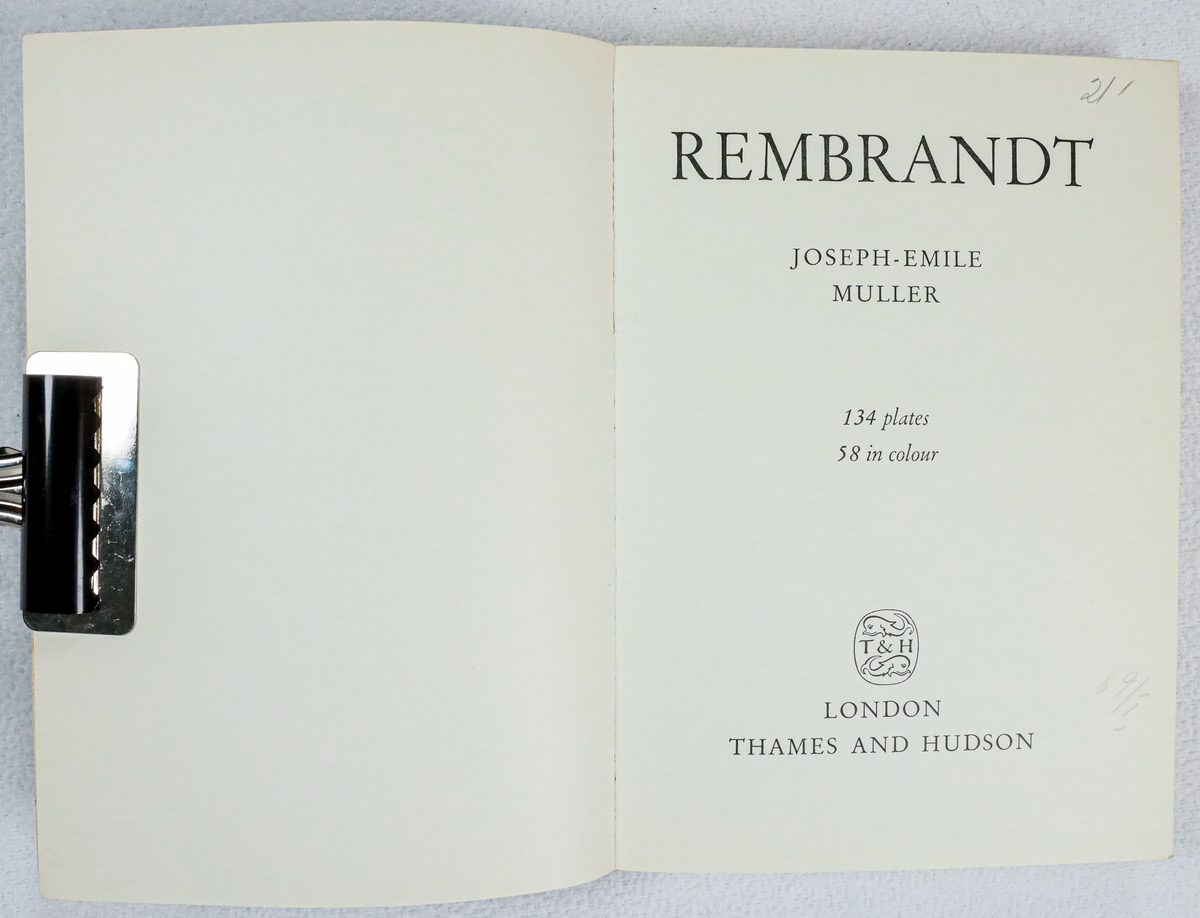 21/
REMBRANDT
JOSEPH-EMILE
MULLER
134 plates
58 in colour
T & H
LONDON
THAMES AND HUDSON